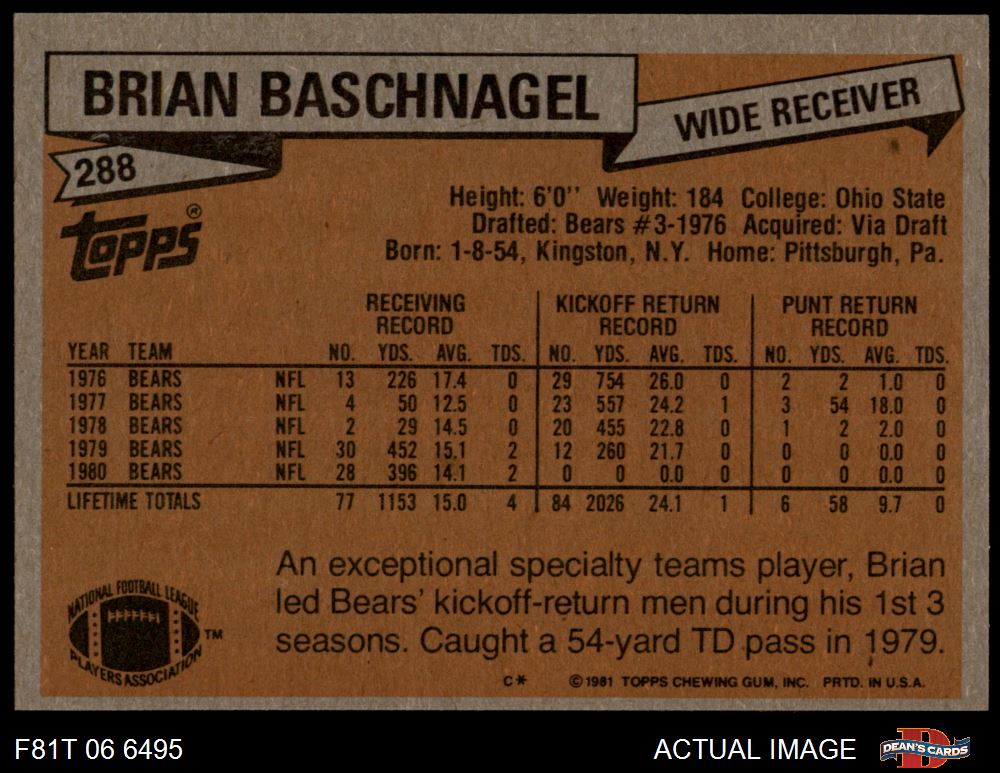 BRIAN BASCHNAGEL
WIDE RECEIVER
288
topps®
Height: 6'0'' Weight: 184 College: Ohio State
Drafted: Bears #3-1976 Acquired: Via Draft
Born: 1-8-54, Kingston, N.Y. Home: Pittsburgh, Pa.
RECEIVING RECORD KICKOFF RETURN RECORD PUNT RETURN RECORD
YEAR TEAM NO. YDS. AVG. TDS. NO. YDS. AVG. TDS. NO. YDS. AVG. TDS.
1976 BEARS NFL 13 226 17.4 0 29 754 26.0 0 2 2 1.0 0
1977 BEARS NFL 4 50 12.5 0 23 557 24.2 1 3 54 18.0 0
1978 BEARS NFL 2 29 14.5 0 20 455 22.8 0 1 2 2.0 0
1979 BEARS NFL 30 452 15.1 2 12 260 21.7 0 0 0 0.0 0
1980 BEARS NFL 28 396 14.1 2 0 0 0.0 0 0 0 0.0 0
LIFETIME TOTALS 77 1153 15.0 4 84 2026 24.1 1 6 58 9.7 0
An exceptional specialty teams player, Brian
led Bears' kickoff-return men during his 1st 3
seasons. Caught a 54-yard TD pass in 1979.
NATIONAL FOOTBALL LEAGUE
PLAYERS ASSOCIATION
TM
C* ©1981 TOPPS CHEWING GUM, INC. PRTD. IN U.S.A.
F81T 06 6495
ACTUAL IMAGE
D
DEAN'S CARDS